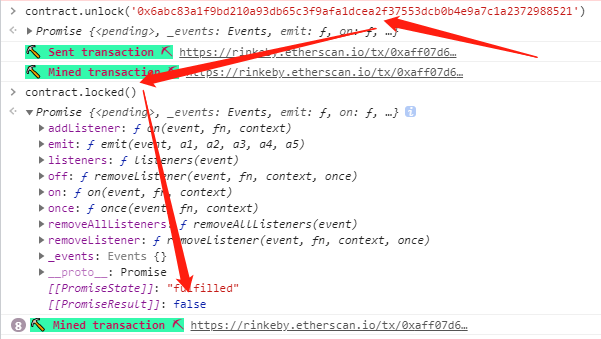 > contract.unlock('0x6abc83a1f9bd210a93db65c3f9afa1dcea2f37553dcb0b4e9a7c1a2372988521')
Promise {<pending>, _events: Events, emit: ƒ, on: ƒ, …}
Sent transaction https://rinkeby.etherscan.io/tx/0xaff07d6…
Mined transaction https://rinkeby.etherscan.io/tx/0xaff07d6…
> contract.locked()
Promise {<pending>, _events: Events, emit: ƒ, on: ƒ, …} i
addListener: ƒ on(event, fn, context)
emit: ƒ emit(event, a1, a2, a3, a4, a5)
listeners: ƒ listeners(event)
off: ƒ removeListener(event, fn, context, once)
on: ƒ on(event, fn, context)
once: ƒ once(event, fn, context)
removeAllListeners: ƒ removeAllListeners(event)
removeListener: ƒ removeListener(event, fn, context, once)
_events: Events {}
__proto__: Promise
[[PromiseState]]: "fulfilled"
[[PromiseResult]]: false
8 Mined transaction https://rinkeby.etherscan.io/tx/0xaff07d6…